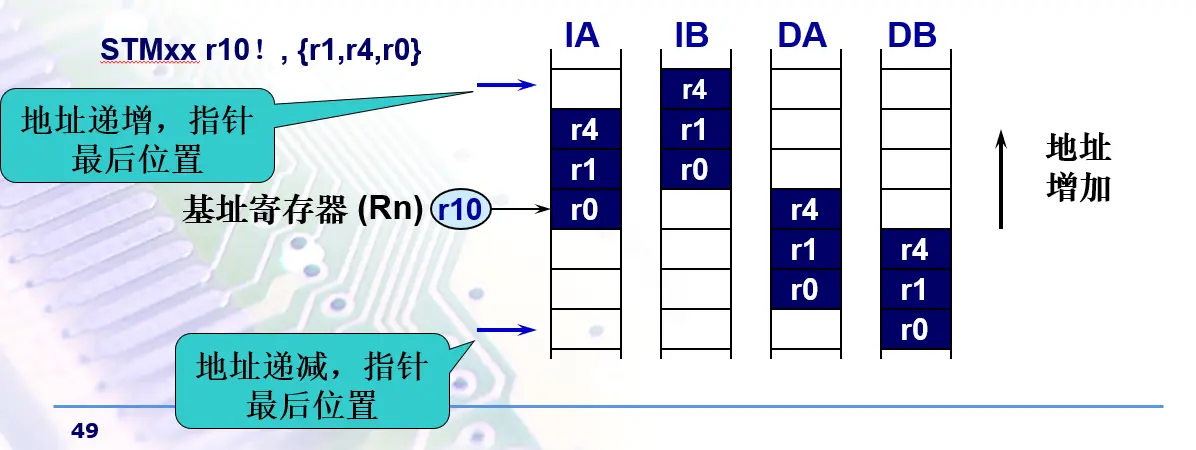 STMxx r10！, {r1,r4,r0}
IA IB DA DB
地址递增，指针
最后位置
基址寄存器 (Rn) r10
r4
r1
r0
r4
r1
r0
r4
r1
r0
r4
r1
r0
地址
增加
地址递减，指针
最后位置
49